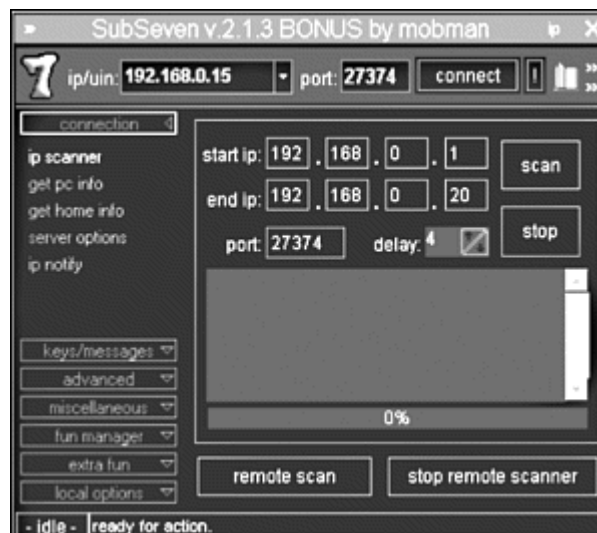 » SubSeven v.2.1.3 BONUS by mobman ip X
7 ip/uin: 192.168.0.15 port: 27374 connect ! »
connection
ip scanner
get pc info
get home info
server options
ip notify
keys/messages
advanced
miscellaneous
fun manager
extra fun
local options
start ip: 192 . 168 . 0 . 1
scan
end ip: 192 . 168 . 0 . 20
stop
port: 27374 delay: 4
0%
remote scan stop remote scanner
- idle - ready for action.